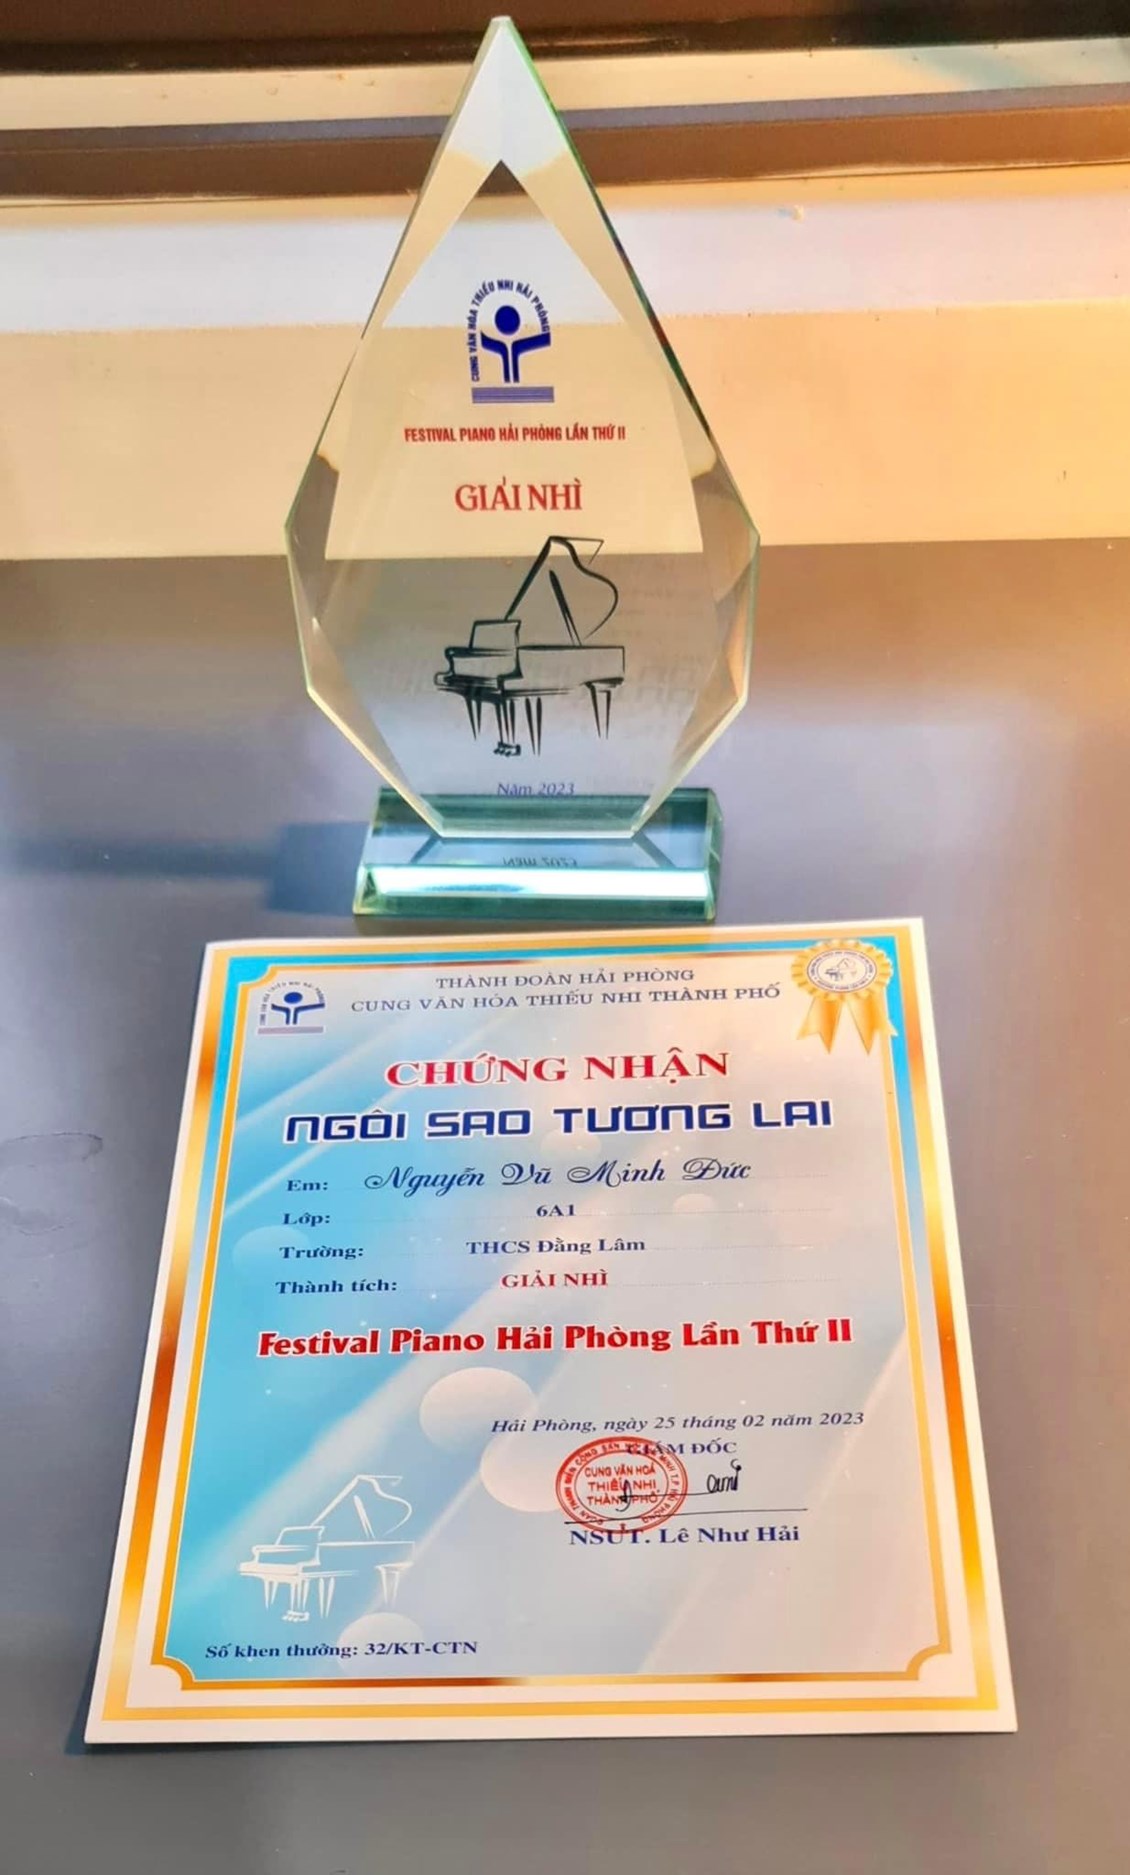 CUNG VĂN HÓA THIẾU NHI HẢI PHÒNG
FESTIVAL PIANO HẢI PHÒNG LẦN THỨ II
GIẢI NHÌ
Năm 2023
THÀNH ĐOÀN HẢI PHÒNG
CUNG VĂN HÓA THIẾU NHI THÀNH PHỐ
CHỨNG NHẬN
NGÔI SAO TƯƠNG LAI
Em: Nguyễn Vũ Minh Đức
Lớp: 6A1
Trường: THCS Đằng Lâm
Thành tích: GIẢI NHÌ
Festival Piano Hải Phòng Lần Thứ II
Hải Phòng, ngày 25 tháng 02 năm 2023
GIÁM ĐỐC
CUNG VĂN HOÁ
THIẾU NHI
THÀNH PHỐ
NSUT. Lê Như Hải
Số khen thưởng: 32/KT-CTN